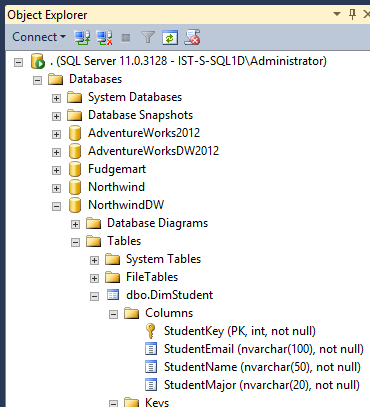 Object Explorer
Connect
. (SQL Server 11.0.3128 - IST-S-SQL1D\Administrator)
Databases
System Databases
Database Snapshots
AdventureWorks2012
AdventureWorksDW2012
Fudgemart
Northwind
NorthwindDW
Database Diagrams
Tables
System Tables
FileTables
dbo.DimStudent
Columns
StudentKey (PK, int, not null)
StudentEmail (nvarchar(100), not null)
StudentName (nvarchar(50), not null)
StudentMajor (nvarchar(20), not null)
Keys